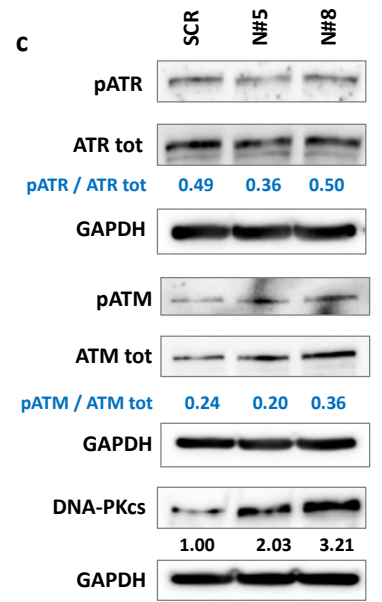 c
SCR N#5 N#8
pATR
ATR tot
pATR / ATR tot 0.49 0.36 0.50
GAPDH
pATM
ATM tot
pATM / ATM tot 0.24 0.20 0.36
GAPDH
DNA-PKcs
1.00 2.03 3.21
GAPDH